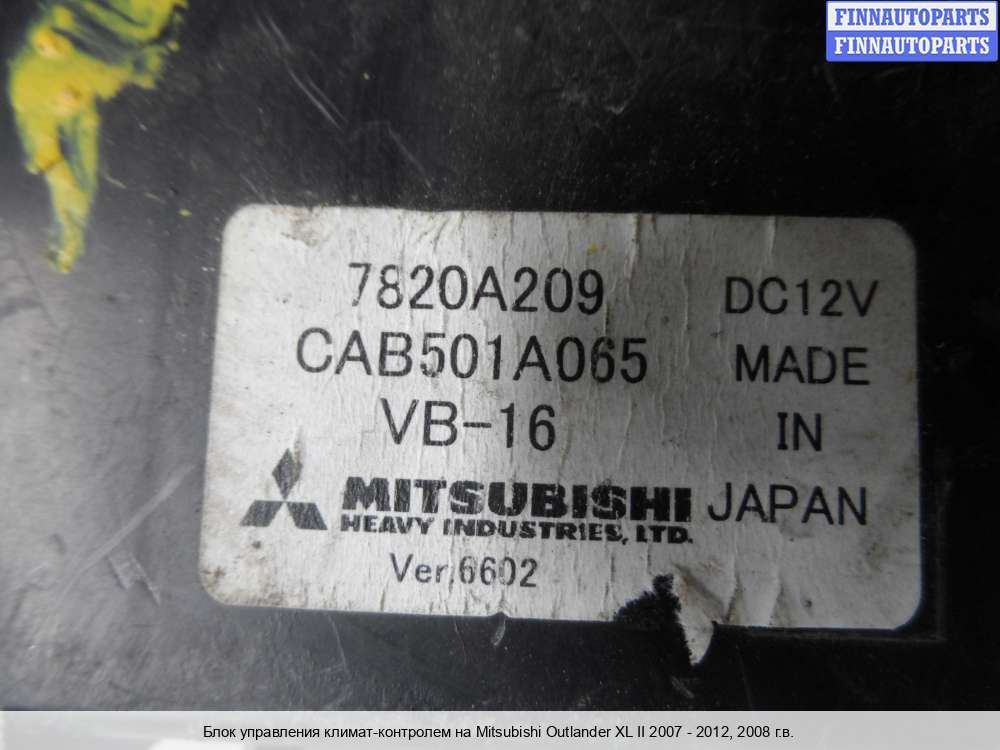 FINNAUTOPARTS
FINNAUTOPARTS
7820A209 DC12V
CAB501A065 MADE
VB-16 IN
MITSUBISHI JAPAN
HEAVY INDUSTRIES, LTD.
Ver.6602
Блок управления климат-контролем на Mitsubishi Outlander XL II 2007 - 2012, 2008 г.в.